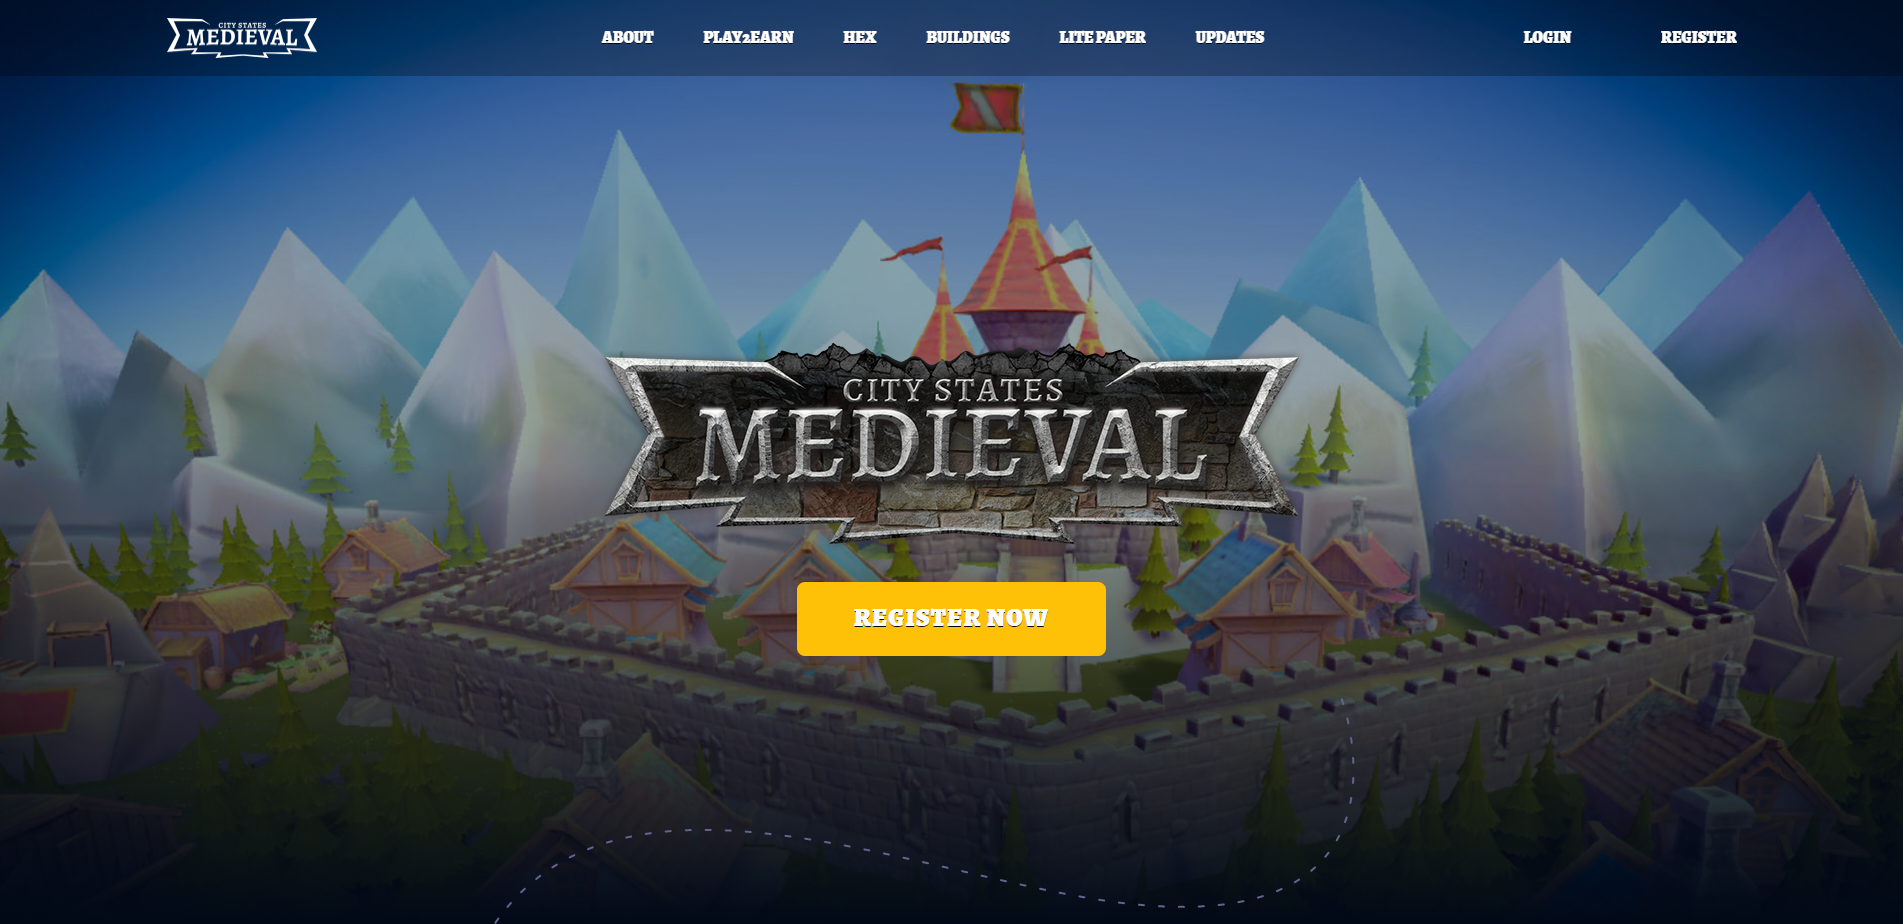 CITY STATES
MEDIEVAL
ABOUT
PLAY2EARN
HEX
BUILDINGS
LITE PAPER
UPDATES
LOGIN
REGISTER
CITY STATES
MEDIEVAL
REGISTER NOW